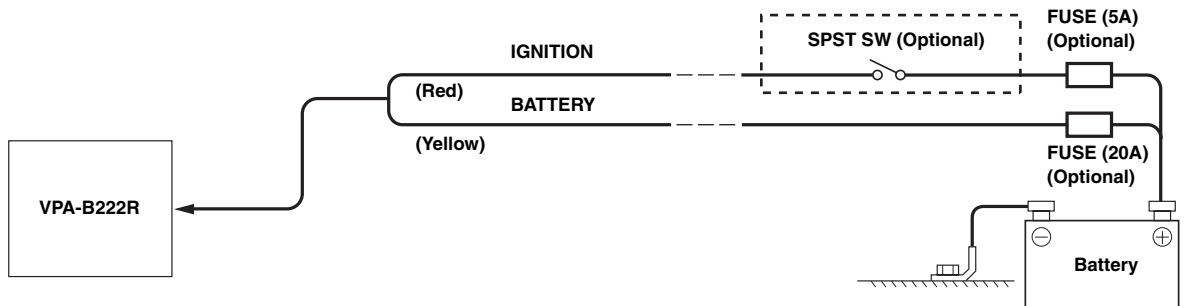 FUSE (5A)
(Optional)
SPST SW (Optional)
IGNITION
(Red)
BATTERY
(Yellow)
FUSE (20A)
(Optional)
VPA-B222R
Battery